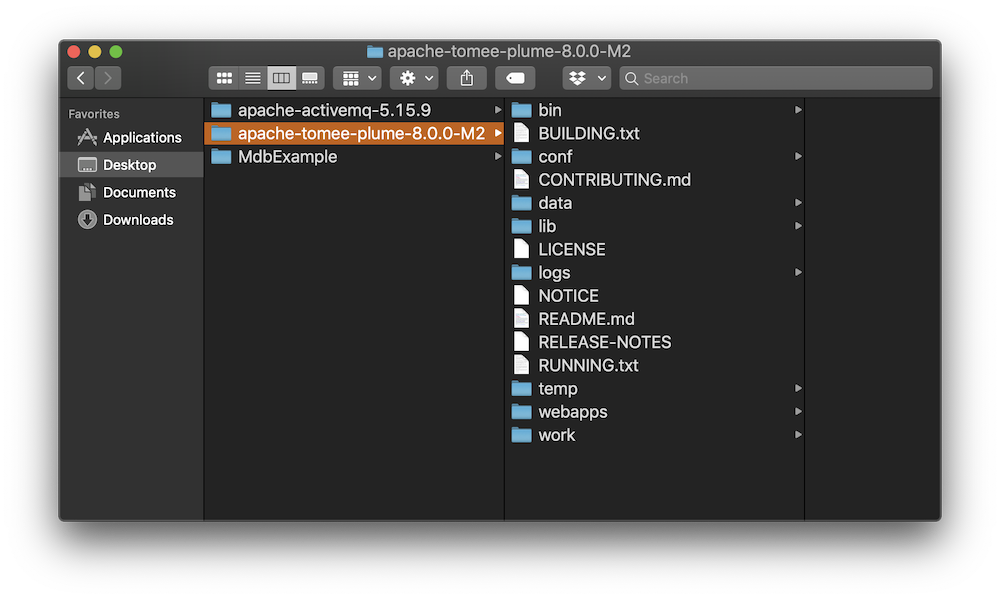 apache-tomee-plume-8.0.0-M2
Search
Favorites
Applications
Desktop
Documents
Downloads
apache-activemq-5.15.9
apache-tomee-plume-8.0.0-M2
MdbExample
bin
BUILDING.txt
conf
CONTRIBUTING.md
data
lib
LICENSE
logs
NOTICE
README.md
RELEASE-NOTES
RUNNING.txt
temp
webapps
work